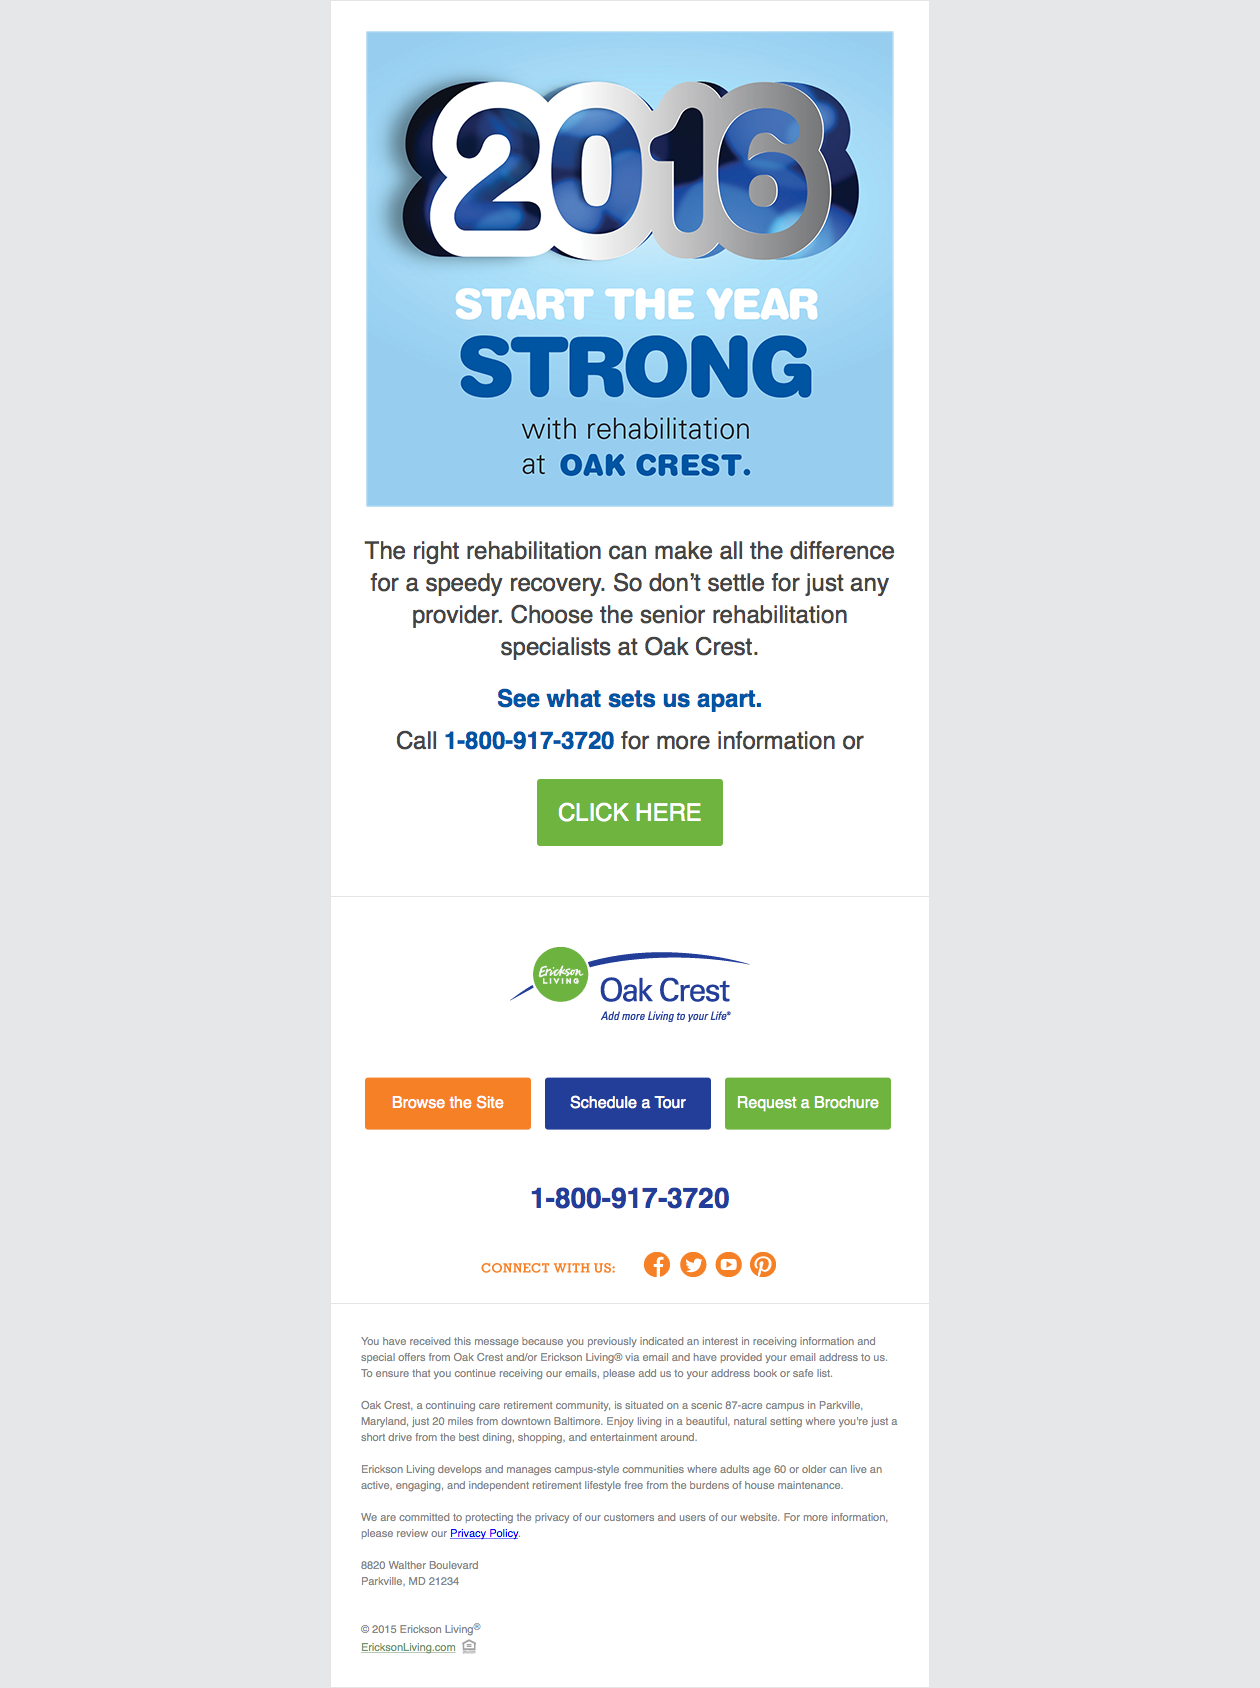 2016
START THE YEAR
STRONG
with rehabilitation
at OAK CREST.
The right rehabilitation can make all the difference
for a speedy recovery. So don’t settle for just any
provider. Choose the senior rehabilitation
specialists at Oak Crest.
See what sets us apart.
Call 1-800-917-3720 for more information or
CLICK HERE
Erickson
LIVING
Oak Crest
Add more Living to your Life®
Browse the Site
Schedule a Tour
Request a Brochure
1-800-917-3720
CONNECT WITH US:
You have received this message because you previously indicated an interest in receiving information and
special offers from Oak Crest and/or Erickson Living® via email and have provided your email address to us.
To ensure that you continue receiving our emails, please add us to your address book or safe list.
Oak Crest, a continuing care retirement community, is situated on a scenic 87-acre campus in Parkville,
Maryland, just 20 miles from downtown Baltimore. Enjoy living in a beautiful, natural setting where you're just a
short drive from the best dining, shopping, and entertainment around.
Erickson Living develops and manages campus-style communities where adults age 60 or older can live an
active, engaging, and independent retirement lifestyle free from the burdens of house maintenance.
We are committed to protecting the privacy of our customers and users of our website. For more information,
please review our Privacy Policy.
8820 Walther Boulevard
Parkville, MD 21234
© 2015 Erickson Living®
EricksonLiving.com